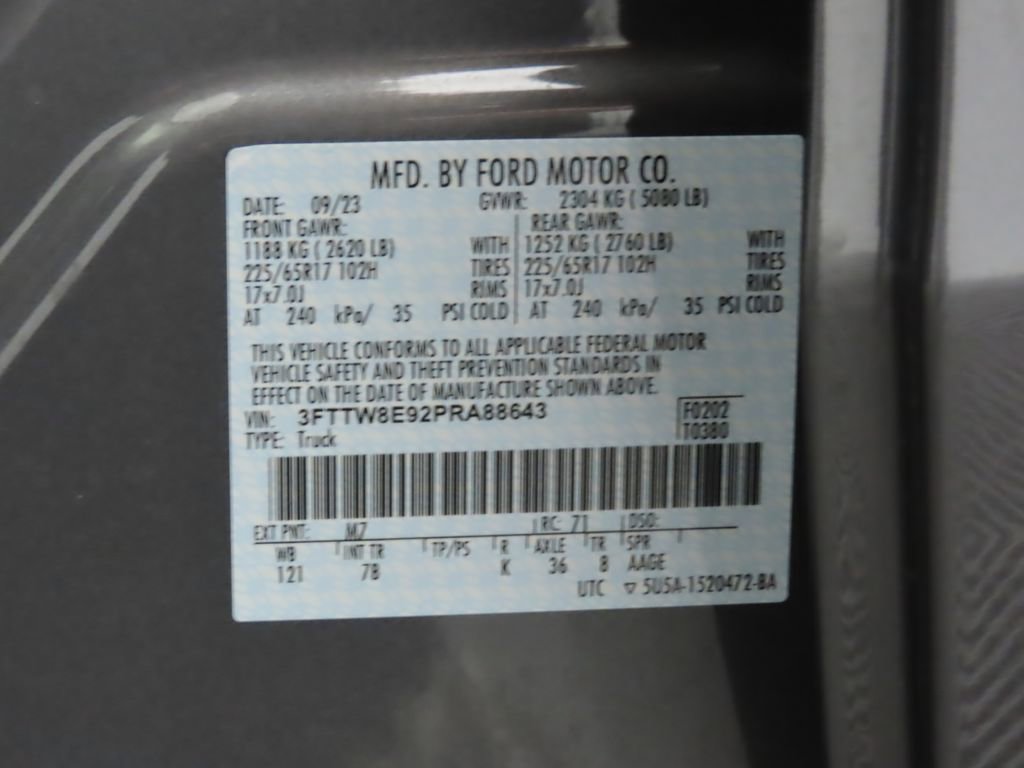 MFD. BY FORD MOTOR CO.
DATE: 09/23 GVWR: 2304 KG ( 5080 LB)
FRONT GAWR: REAR GAWR:
1188 KG ( 2620 LB) WITH 1252 KG ( 2760 LB) WITH
225/65R17 102H TIRES 225/65R17 102H TIRES
17x7.0J RIMS 17x7.0J RIMS
AT 240 kPa/ 35 PSI COLD AT 240 kPa/ 35 PSI COLD
THIS VEHICLE CONFORMS TO ALL APPLICABLE FEDERAL MOTOR
VEHICLE SAFETY AND THEFT PREVENTION STANDARDS IN
EFFECT ON THE DATE OF MANUFACTURE SHOWN ABOVE.
VIN: 3FTTW8E92PRA88643 F0202
TYPE: Truck T0380
EXT PNT: M7 RC: 71 DSO:
WB INT TR TP/PS R AXLE TR SPR
121 7B K 36 8 AAGE
UTC ▽ 5U5A-1520472-BA